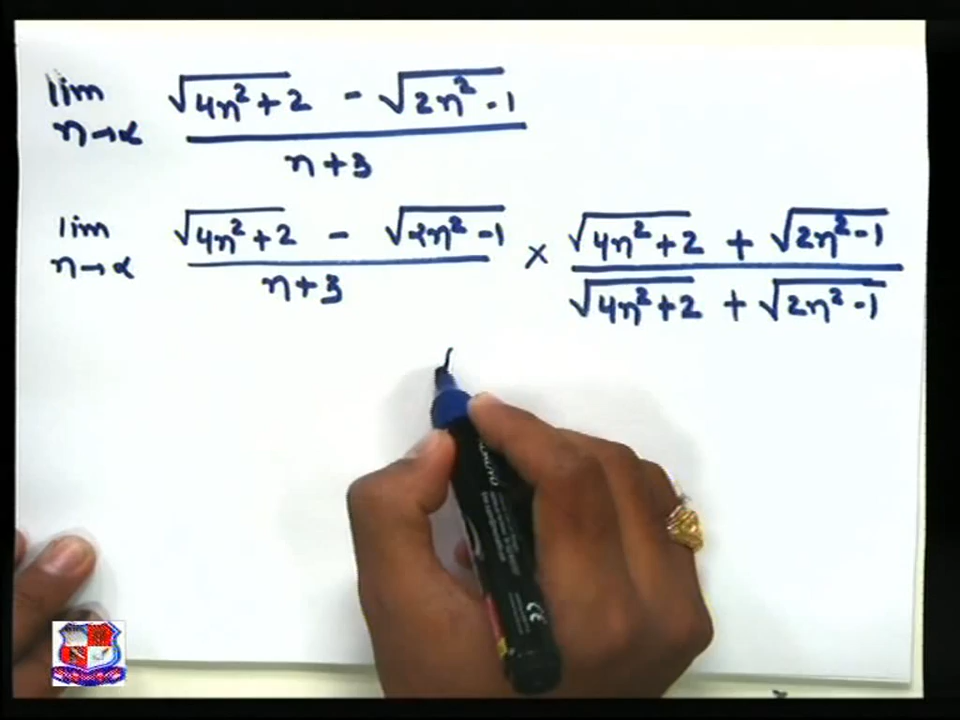 lim n→∝ √4n²+2 - √2n²-1 / n+3
lim n→∝ √4n²+2 - √2n²-1 / n+3 × √4n²+2 + √2n²-1 / √4n²+2 + √2n²-1